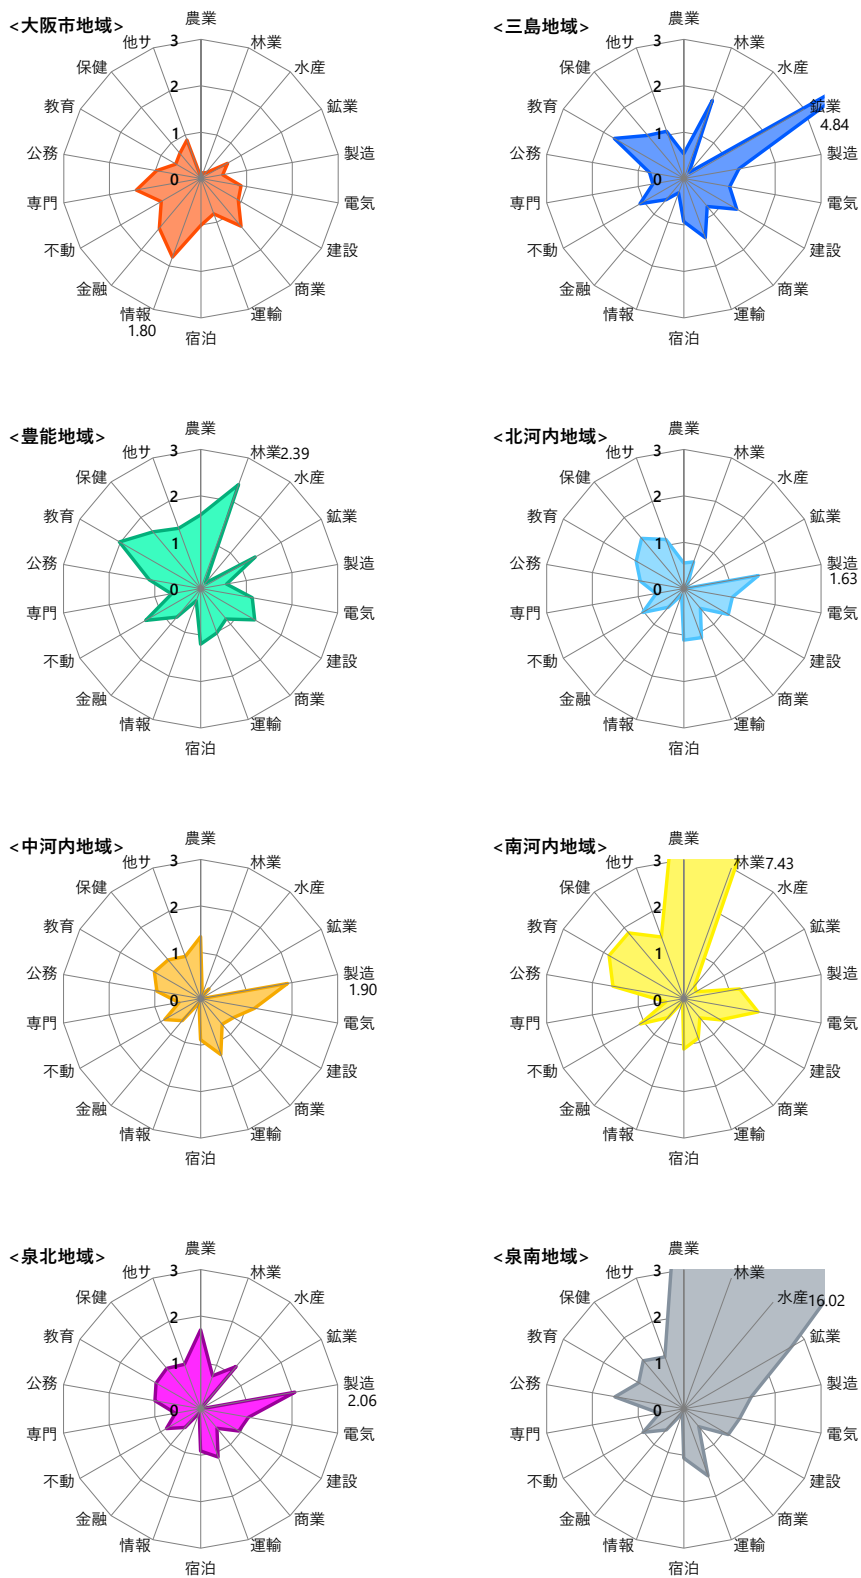 <大阪市地域>
農業
林業
水産
鉱業
製造
電気
建設
商業
運輸
宿泊
情報
1.80
金融
不動
専門
公務
教育
保健
他サ
3
2
1
0
<三島地域>
農業
林業
水産
鉱業
4.84
製造
電気
建設
商業
運輸
宿泊
情報
金融
不動
専門
公務
教育
保健
他サ
3
2
1
0
<豊能地域>
農業
林業2.39
水産
鉱業
製造
電気
建設
商業
運輸
宿泊
情報
金融
不動
専門
公務
教育
保健
他サ
3
2
1
0
<北河内地域>
農業
林業
水産
鉱業
製造
1.63
電気
建設
商業
運輸
宿泊
情報
金融
不動
専門
公務
教育
保健
他サ
3
2
1
0
<中河内地域>
農業
林業
水産
鉱業
製造
1.90
電気
建設
商業
運輸
宿泊
情報
金融
不動
専門
公務
教育
保健
他サ
3
2
1
0
<南河内地域>
農業
林業7.43
水産
鉱業
製造
電気
建設
商業
運輸
宿泊
情報
金融
不動
専門
公務
教育
保健
他サ
3
2
1
0
<泉北地域>
農業
林業
水産
鉱業
製造
2.06
電気
建設
商業
運輸
宿泊
情報
金融
不動
専門
公務
教育
保健
他サ
3
2
1
0
<泉南地域>
農業
林業
水産16.02
鉱業
製造
電気
建設
商業
運輸
宿泊
情報
金融
不動
専門
公務
教育
保健
他サ
3
2
1
0